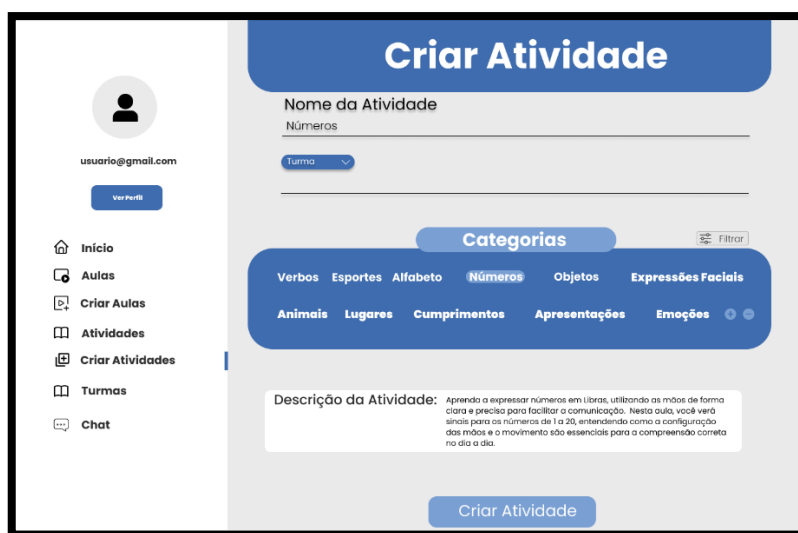 usuario@gmail.com
Ver Perfil
Início
Aulas
Criar Aulas
Atividades
Criar Atividades
Turmas
Chat
Criar Atividade
Nome da Atividade
Números
Turma
Categorias
Filtrar
Verbos Esportes Alfabeto Números Objetos Expressões Faciais
Animais Lugares Cumprimentos Apresentações Emoções
Descrição da Atividade:
Aprenda a expressar números em Libras, utilizando as mãos de forma
clara e precisa para facilitar a comunicação. Nesta aula, você verá
sinais para os números de 1 a 20, entendendo como a configuração
das mãos e o movimento são essenciais para a compreensão correta
no dia a dia.
Criar Atividade